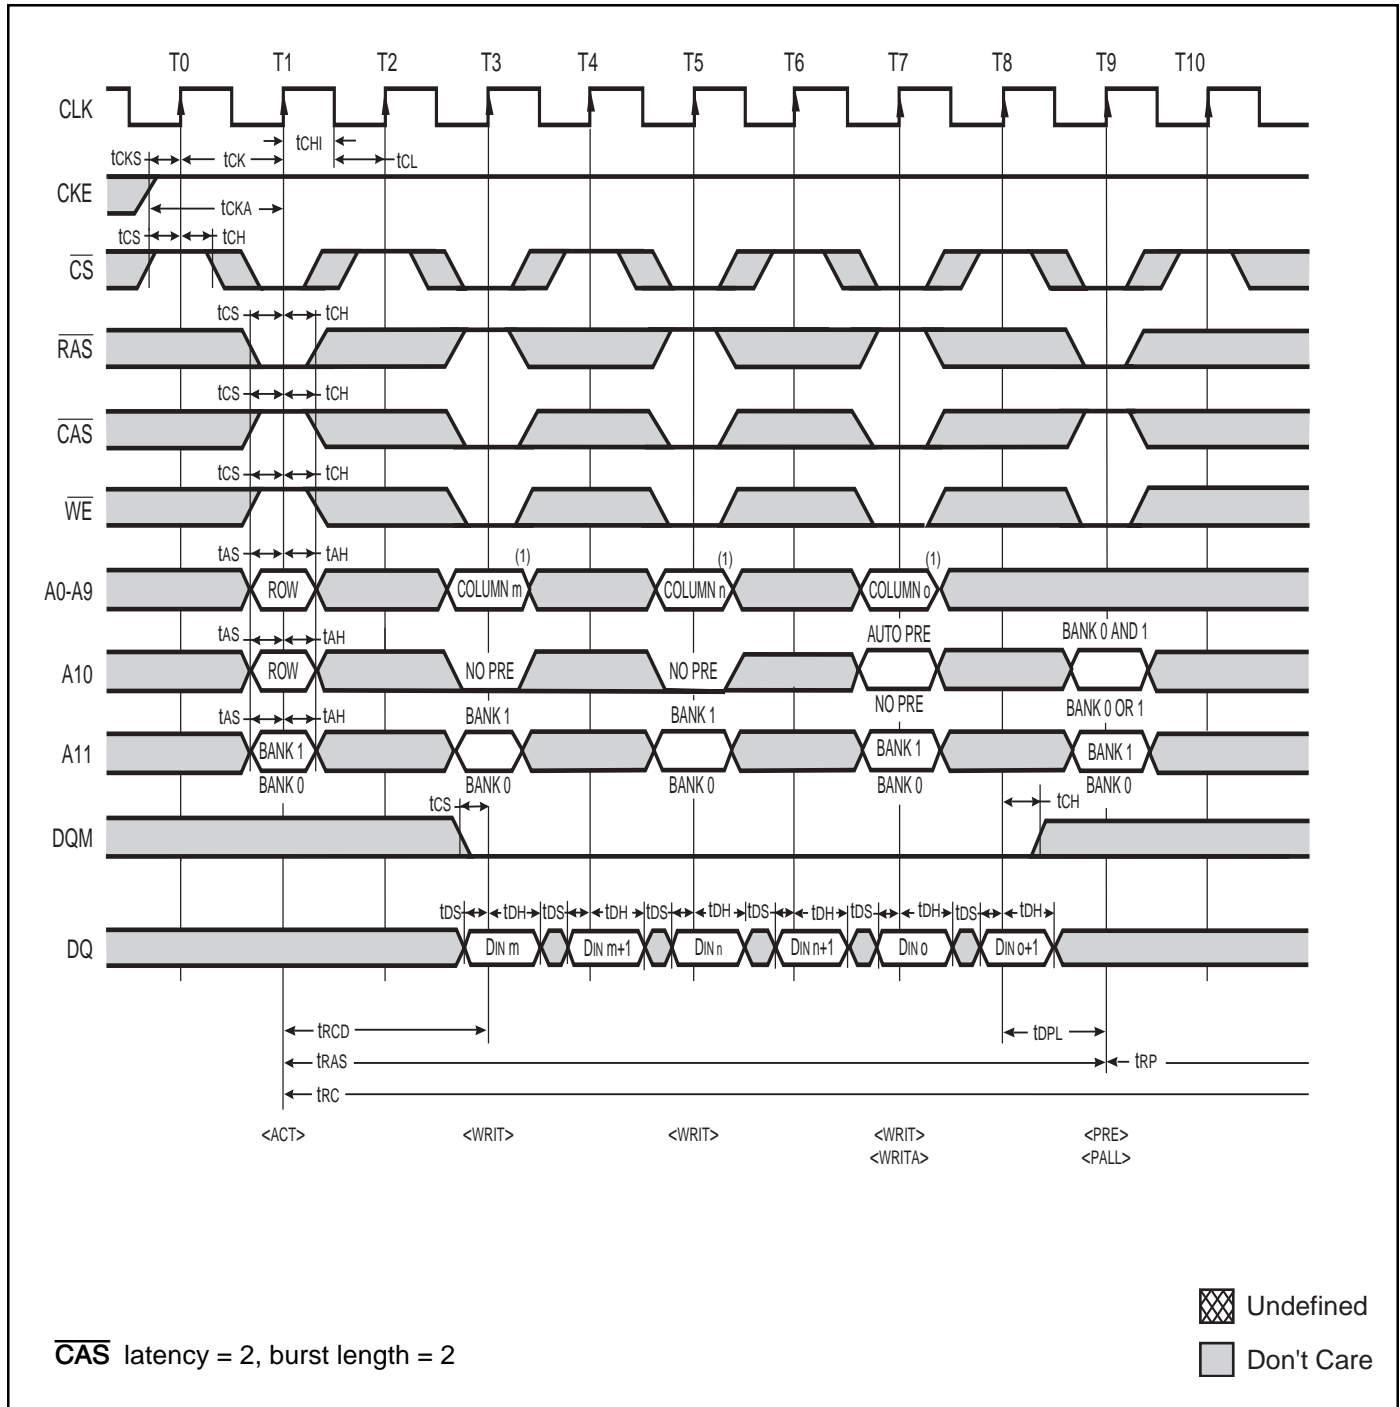 T0 T1 T2 T3 T4 T5 T6 T7 T8 T9 T10
CLK
tCHI
tCKS tCK tCL
CKE
tCKA
tCS tCH
CS
tCS tCH
RAS
tCS tCH
CAS
tCS tCH
WE
tAS tAH (1) (1) (1)
A0-A9 ROW COLUMN m COLUMN n COLUMN o
tAS tAH AUTO PRE BANK 0 AND 1
A10 ROW NO PRE NO PRE
NO PRE BANK 0 OR 1
tAS tAH BANK 1 BANK 1
A11 BANK 1 BANK 1 BANK 1
BANK 0 BANK 0 BANK 0 BANK 0 BANK 0
tCS tCH
DQM
tDS tDH tDS tDH tDS tDH tDS tDH tDS tDH tDS tDH
DQ DIN m DIN m+1 DIN n DIN n+1 DIN o DIN o+1
tRCD tDPL
tRAS tRP
tRC
<ACT> <WRIT> <WRIT> <WRIT> <PRE>
<WRITA> <PALL>
Undefined
CAS latency = 2, burst length = 2
Don't Care